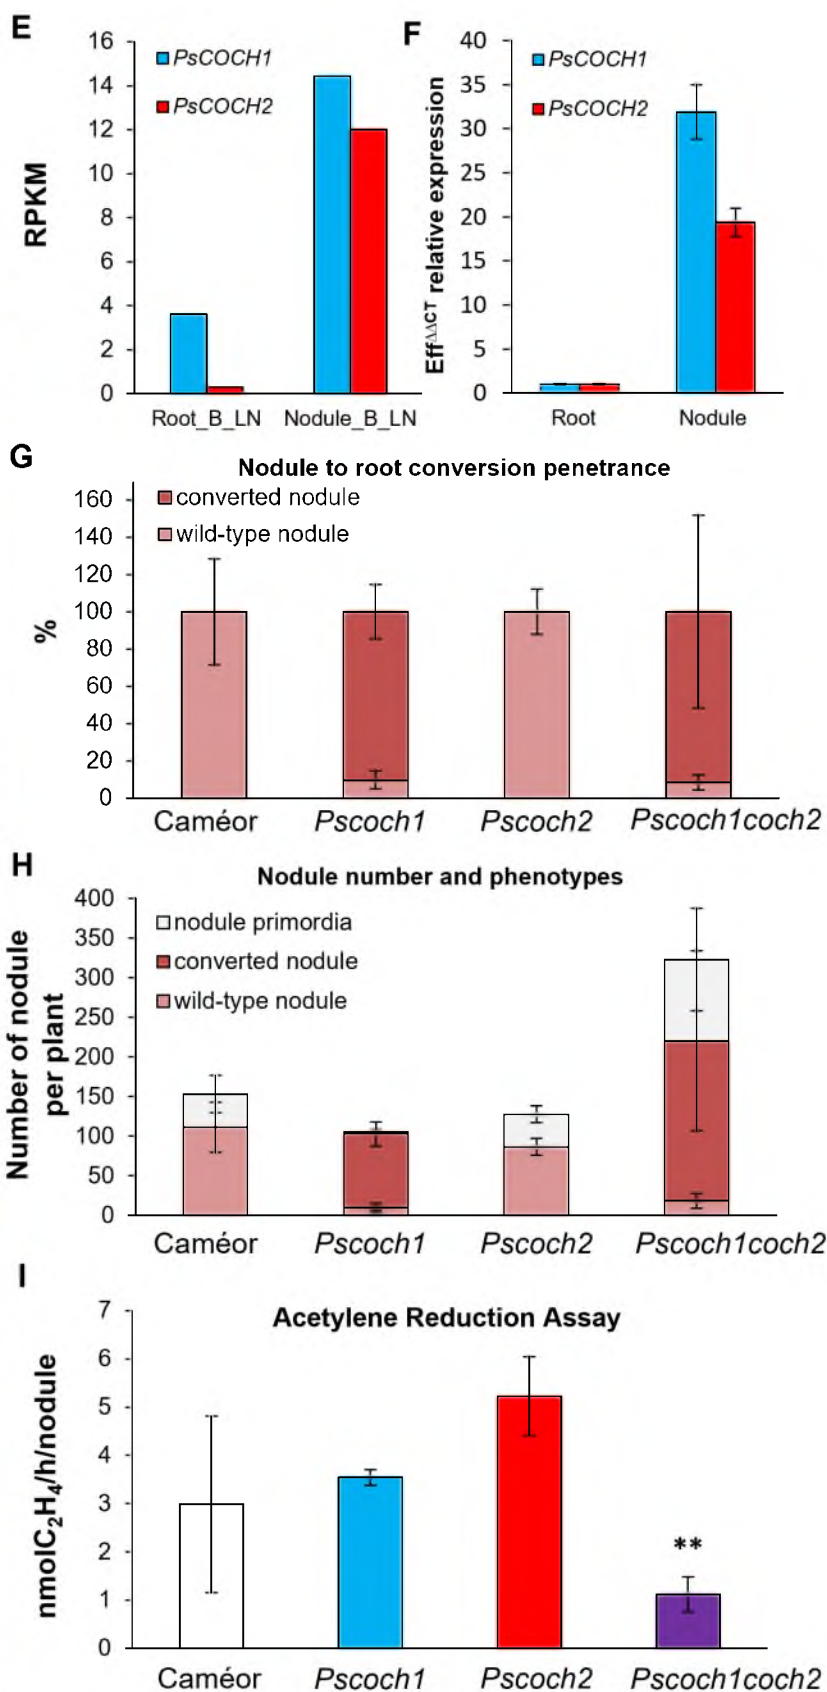 E
RPKM
16
14
12
10
8
6
4
2
0
PsCOCH1
PsCOCH2
Root_B_LN
Nodule_B_LN
F
Eff^ΔΔCT relative expression
40
35
30
25
20
15
10
5
0
PsCOCH1
PsCOCH2
Root
Nodule
G
Nodule to root conversion penetrance
%
160
140
120
100
80
60
40
20
0
converted nodule
wild-type nodule
Caméor
Pscoch1
Pscoch2
Pscoch1coch2
H
Nodule number and phenotypes
Number of nodule
per plant
400
350
300
250
200
150
100
50
0
nodule primordia
converted nodule
wild-type nodule
Caméor
Pscoch1
Pscoch2
Pscoch1coch2
I
Acetylene Reduction Assay
nmolC₂H₄/h/nodule
7
6
5
4
3
2
1
0
**
Caméor
Pscoch1
Pscoch2
Pscoch1coch2